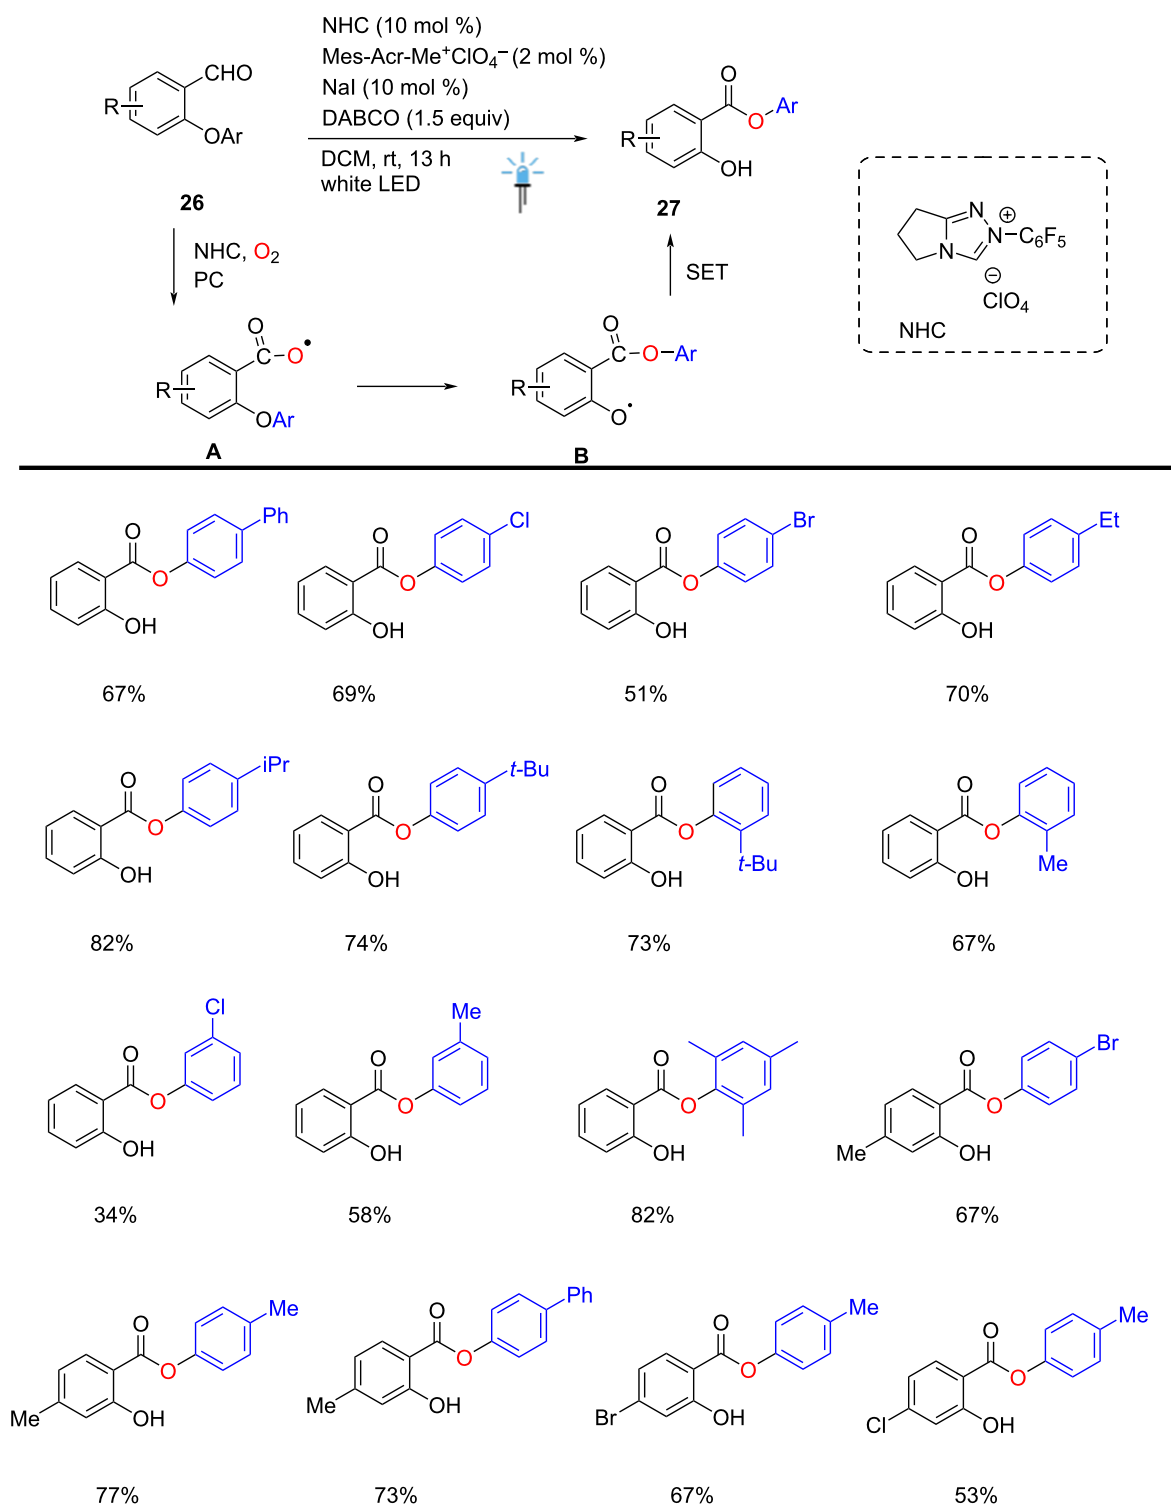 NHC (10 mol %)
Mes-Acr-Me⁺ClO₄⁻ (2 mol %)
NaI (10 mol %)
DABCO (1.5 equiv)
DCM, rt, 13 h
white LED
R
CHO
OAr
26
R
O
O
Ar
OH
27
N
N
N
C₆F₅
⊕
⊖
ClO₄
NHC
NHC, O₂
PC
SET
R
O
C
O•
OAr
A
R
O
C
O
Ar
O•
B
O
O
OH
Ph
67%
O
O
OH
Cl
69%
O
O
OH
Br
51%
O
O
OH
Et
70%
O
O
OH
iPr
82%
O
O
OH
t-Bu
74%
O
O
OH
t-Bu
73%
O
O
OH
Me
67%
O
O
OH
Cl
34%
O
O
OH
Me
58%
O
O
OH
82%
Me
O
O
OH
Br
67%
Me
O
O
OH
Me
77%
Me
O
O
OH
Ph
73%
Br
O
O
OH
Me
67%
Cl
O
O
OH
Me
53%